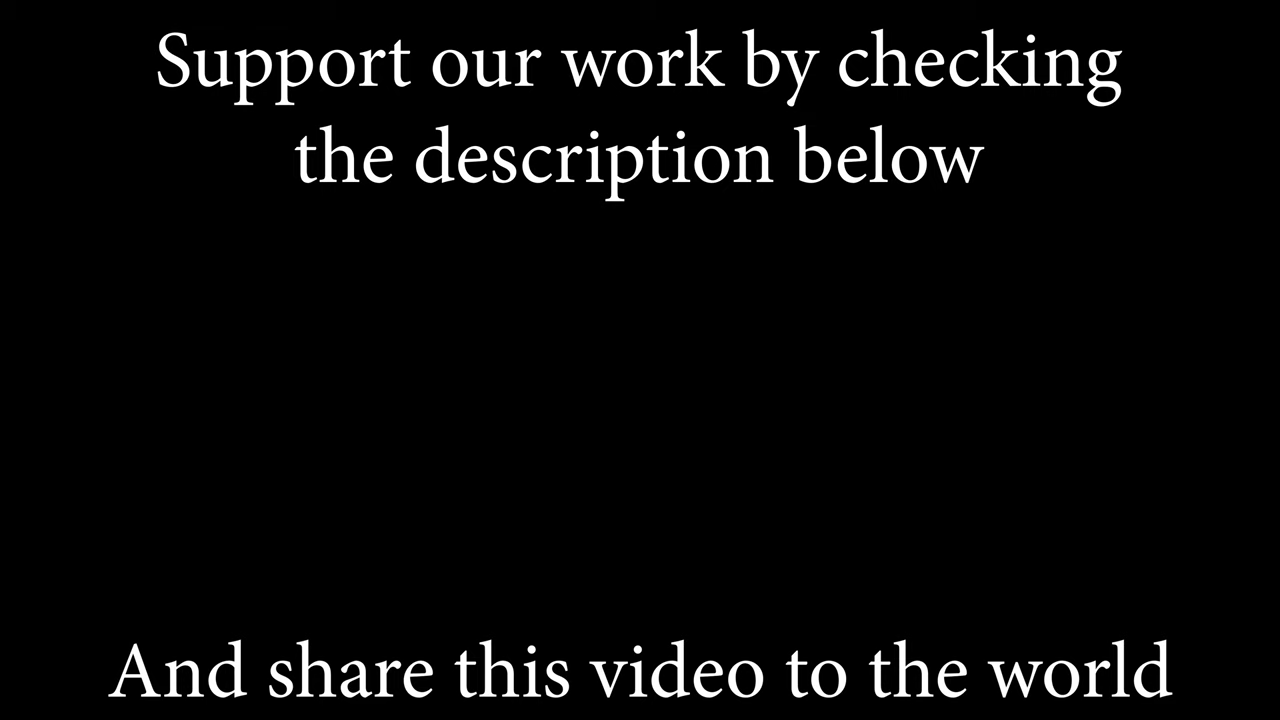 Support our work by checking
the description below
And share this video to the world